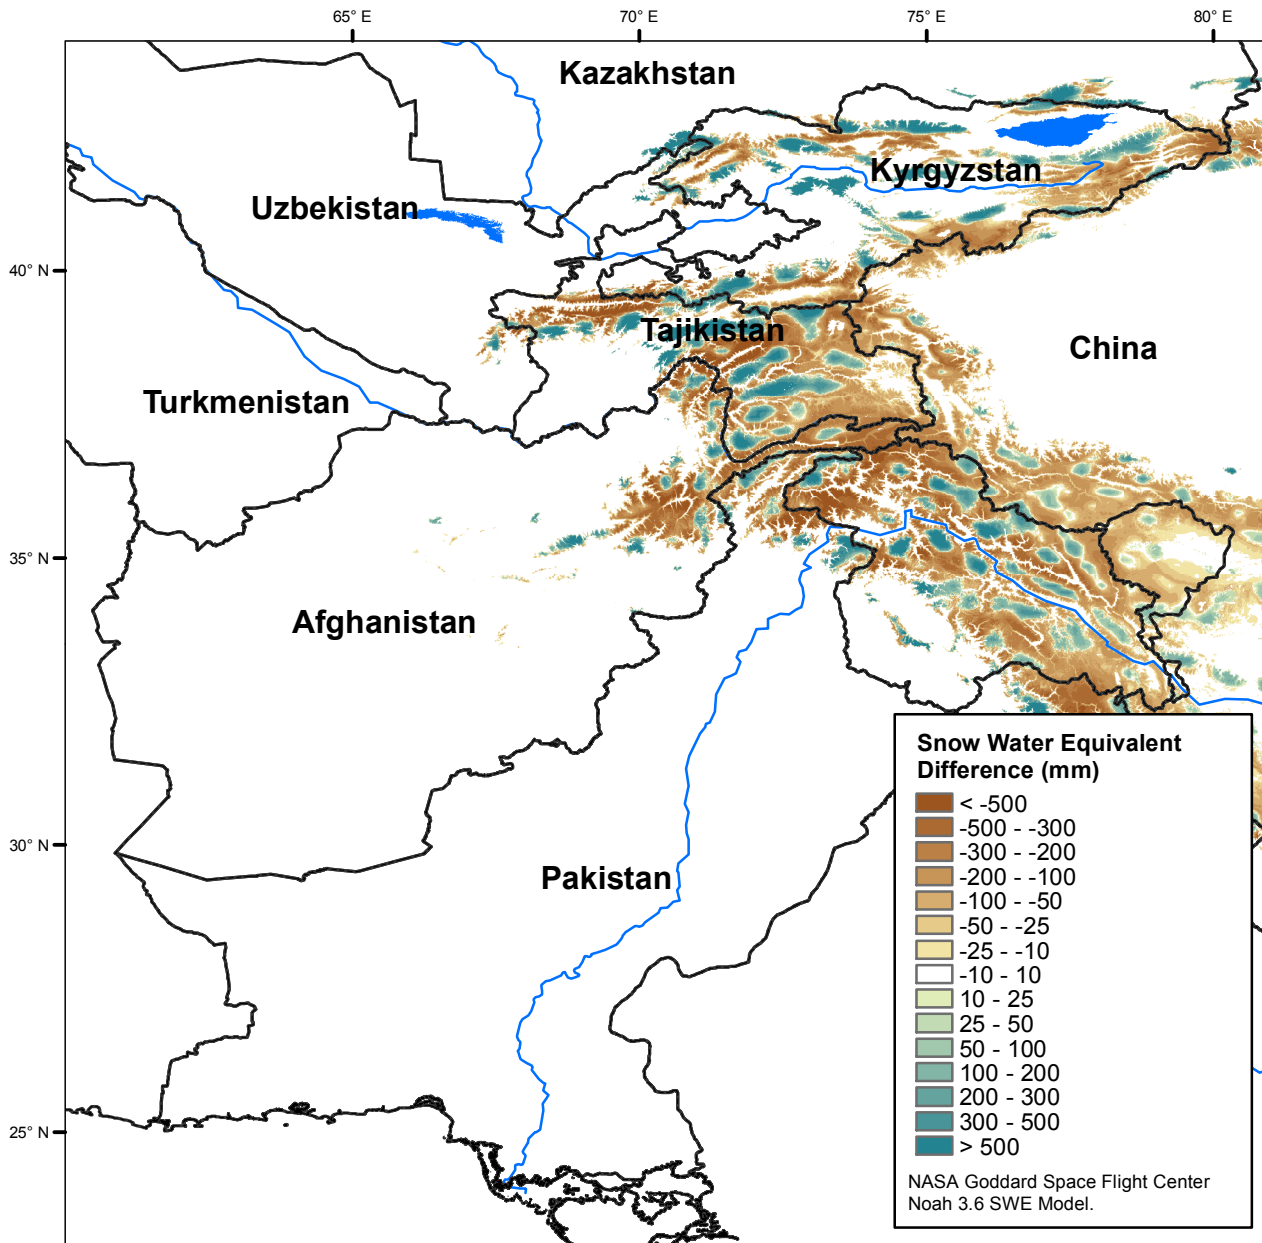 65° E
70° E
75° E
80° E
Kazakhstan
Kyrgyzstan
Uzbekistan
40° N
Tajikistan
China
Turkmenistan
35° N
Afghanistan
Snow Water Equivalent
Difference (mm)
< -500
-500 - -300
-300 - -200
-200 - -100
-100 - -50
-50 - -25
-25 - -10
-10 - 10
10 - 25
25 - 50
50 - 100
100 - 200
200 - 300
300 - 500
> 500
NASA Goddard Space Flight Center
Noah 3.6 SWE Model.
30° N
Pakistan
25° N